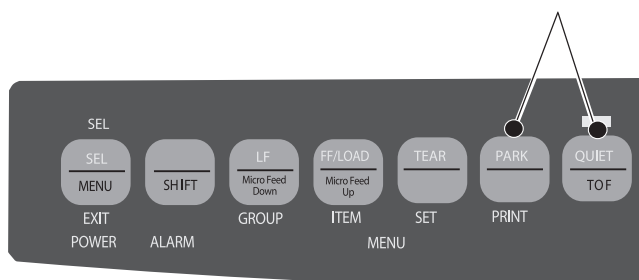 SEL
SEL LF FF/LOAD TEAR PARK QUIET
MENU SHIFT Micro Feed Down Micro Feed Up TOF
EXIT GROUP ITEM SET PRINT
POWER ALARM MENU